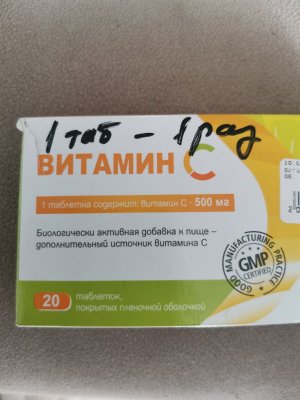 1 таб - 1 раз
ВИТАМИН C
1 таблетка содержит: витамин С - 500 мг
Биологически активная добавка к пище –
дополнительный источник витамина С
GOOD MANUFACTURING PRACTICE
GMP
CERTIFIED
20 таблеток,
покрытых пленочной оболочкой